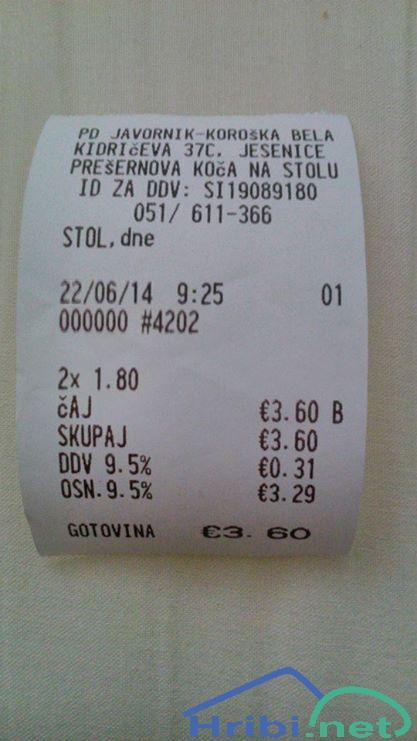 PD JAVORNIK-KOROŠKA BELA
KIDRIčEVA 37C, JESENICE
PREŠERNOVA KOčA NA STOLU
ID ZA DDV: SI19089180
051/ 611-366
STOL,dne
22/06/14 9:25 01
000000 #4202
2x 1.80
čAJ €3.60 B
SKUPAJ €3.60
DDV 9.5% €0.31
OSN.9.5% €3.29
GOTOVINA €3.60
Hribi.net